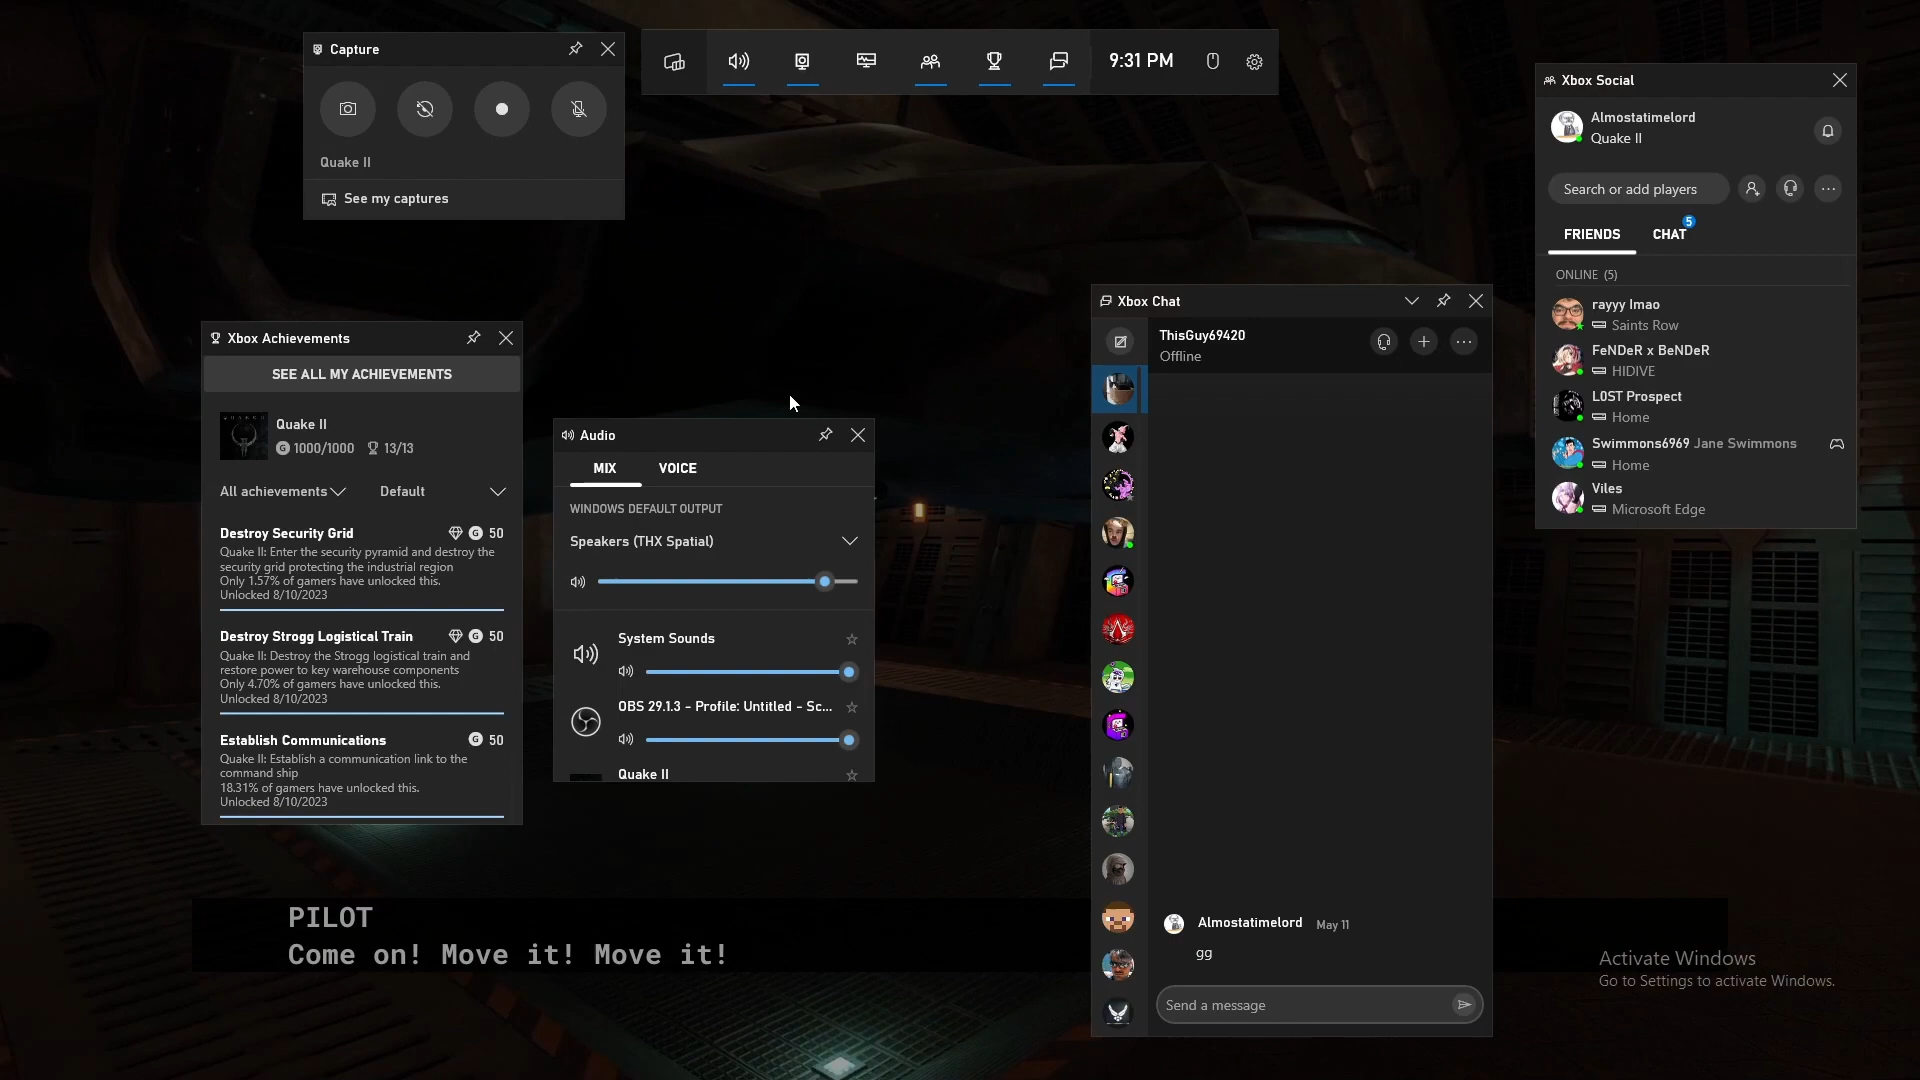 Capture
Quake II
See my captures
9:31 PM
Xbox Social
Almostatimelord
Quake II
Search or add players
FRIENDS
CHAT
5
ONLINE (5)
rayyy lmao
Saints Row
FeNDeR x BeNDeR
HIDIVE
L0ST Prospect
Home
Swimmons6969 Jane Swimmons
Home
Viles
Microsoft Edge
Xbox Achievements
SEE ALL MY ACHIEVEMENTS
QUAKE II
Quake II
G 1000/1000 13/13
All achievements
Default
Destroy Security Grid G 50
Quake II: Enter the security pyramid and destroy the
security grid protecting the industrial region
Only 1.57% of gamers have unlocked this.
Unlocked 8/10/2023
Destroy Strogg Logistical Train G 50
Quake II: Destroy the Strogg logistical train and
restore power to key warehouse components
Only 4.70% of gamers have unlocked this.
Unlocked 8/10/2023
Establish Communications G 50
Quake II: Establish a communication link to the
command ship
18.31% of gamers have unlocked this.
Unlocked 8/10/2023
Audio
MIX
VOICE
WINDOWS DEFAULT OUTPUT
Speakers (THX Spatial)
System Sounds
OBS 29.1.3 - Profile: Untitled - Sc...
Quake II
Xbox Chat
ThisGuy69420
Offline
Almostatimelord May 11
gg
Send a message
PILOT
Come on! Move it! Move it!
Activate Windows
Go to Settings to activate Windows.